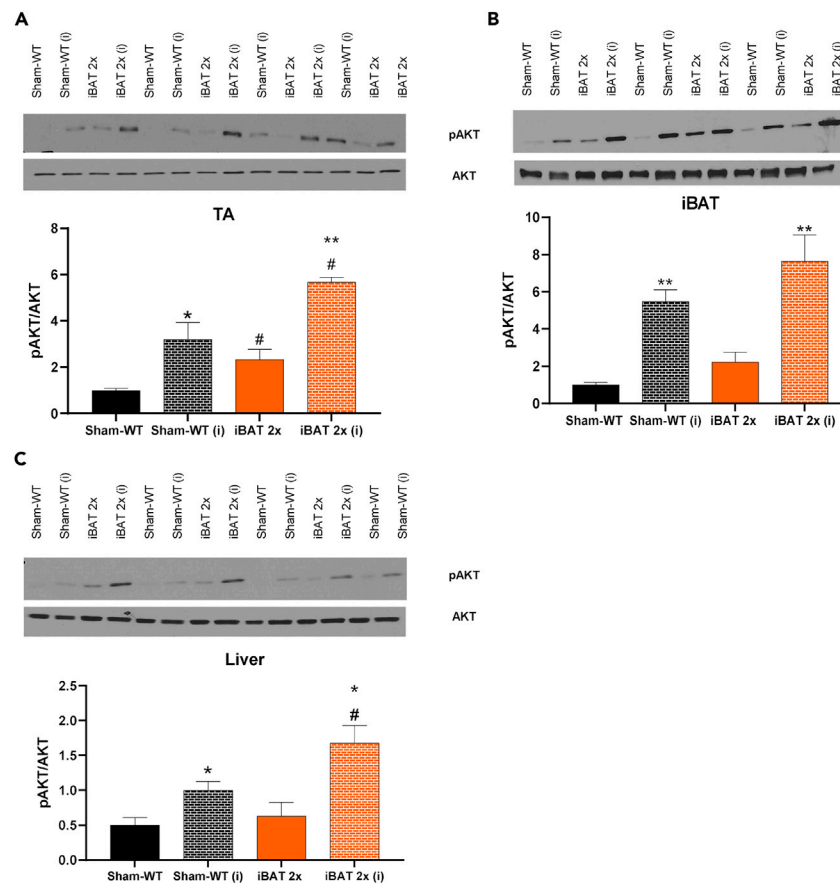 A
Sham-WT
Sham-WT (i)
iBAT 2x
iBAT 2x (i)
Sham-WT
Sham-WT (i)
iBAT 2x
iBAT 2x (i)
Sham-WT
iBAT 2x
iBAT 2x (i)
Sham-WT (i)
iBAT 2x
iBAT 2x
pAKT
AKT
TA
pAKT/AKT
8
6
4
2
0
*
#
**
#
Sham-WT
Sham-WT (i)
iBAT 2x
iBAT 2x (i)
B
Sham-WT
Sham-WT (i)
iBAT 2x
iBAT 2x (i)
Sham-WT
Sham-WT (i)
iBAT 2x
iBAT 2x (i)
Sham-WT
Sham-WT (i)
iBAT 2x
iBAT 2x (i)
iBAT
pAKT/AKT
10
8
6
4
2
0
**
**
Sham-WT
Sham-WT (i)
iBAT 2x
iBAT 2x (i)
C
Sham-WT
Sham-WT (i)
iBAT 2x
iBAT 2x (i)
Sham-WT
Sham-WT (i)
iBAT 2x
iBAT 2x (i)
Sham-WT
Sham-WT (i)
iBAT 2x
iBAT 2x (i)
Sham-WT
Sham-WT (i)
pAKT
AKT
Liver
pAKT/AKT
2.5
2.0
1.5
1.0
0.5
0.0
*
*
#
Sham-WT
Sham-WT (i)
iBAT 2x
iBAT 2x (i)